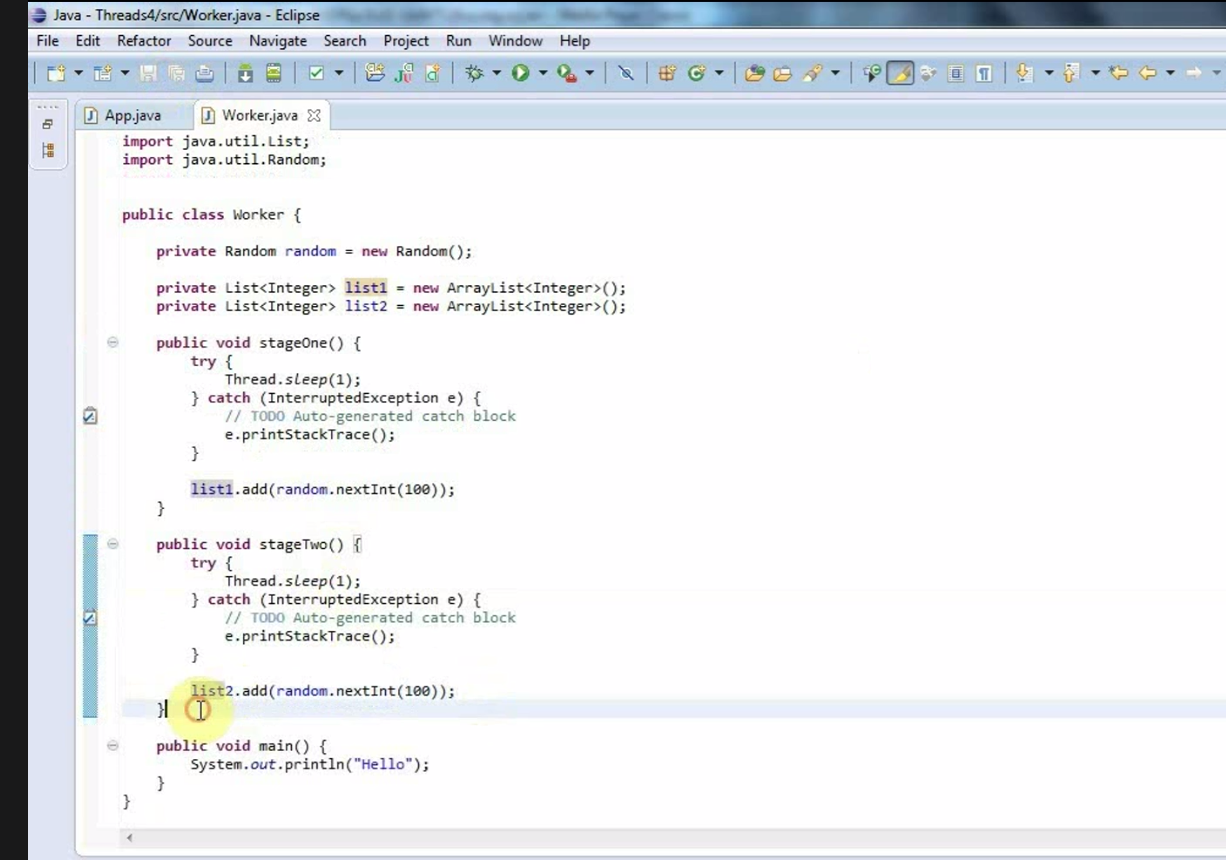 Java - Threads4/src/Worker.java - Eclipse
File Edit Refactor Source Navigate Search Project Run Window Help
App.java Worker.java
import java.util.List;
import java.util.Random;
public class Worker {
private Random random = new Random();
private List<Integer> list1 = new ArrayList<Integer>();
private List<Integer> list2 = new ArrayList<Integer>();
public void stageOne() {
try {
Thread.sleep(1);
} catch (InterruptedException e) {
// TODO Auto-generated catch block
e.printStackTrace();
}
list1.add(random.nextInt(100));
}
public void stageTwo() {
try {
Thread.sleep(1);
} catch (InterruptedException e) {
// TODO Auto-generated catch block
e.printStackTrace();
}
list2.add(random.nextInt(100));
}
public void main() {
System.out.println("Hello");
}
}